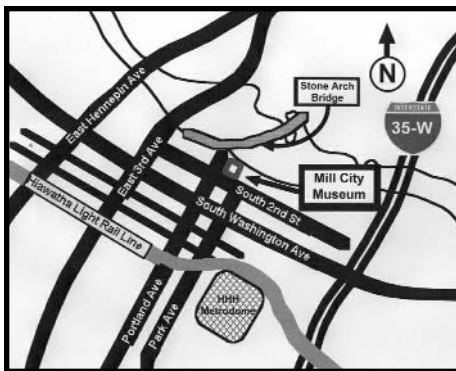 East Hennepin Ave
East 3rd Ave
Stone Arch
Bridge
N
INTERSTATE
35-W
Mill City
Museum
South 2nd St
South Washington Ave
Hiawatha Light Rail Line
Portland Ave
Park Ave
HHH
Metrodome